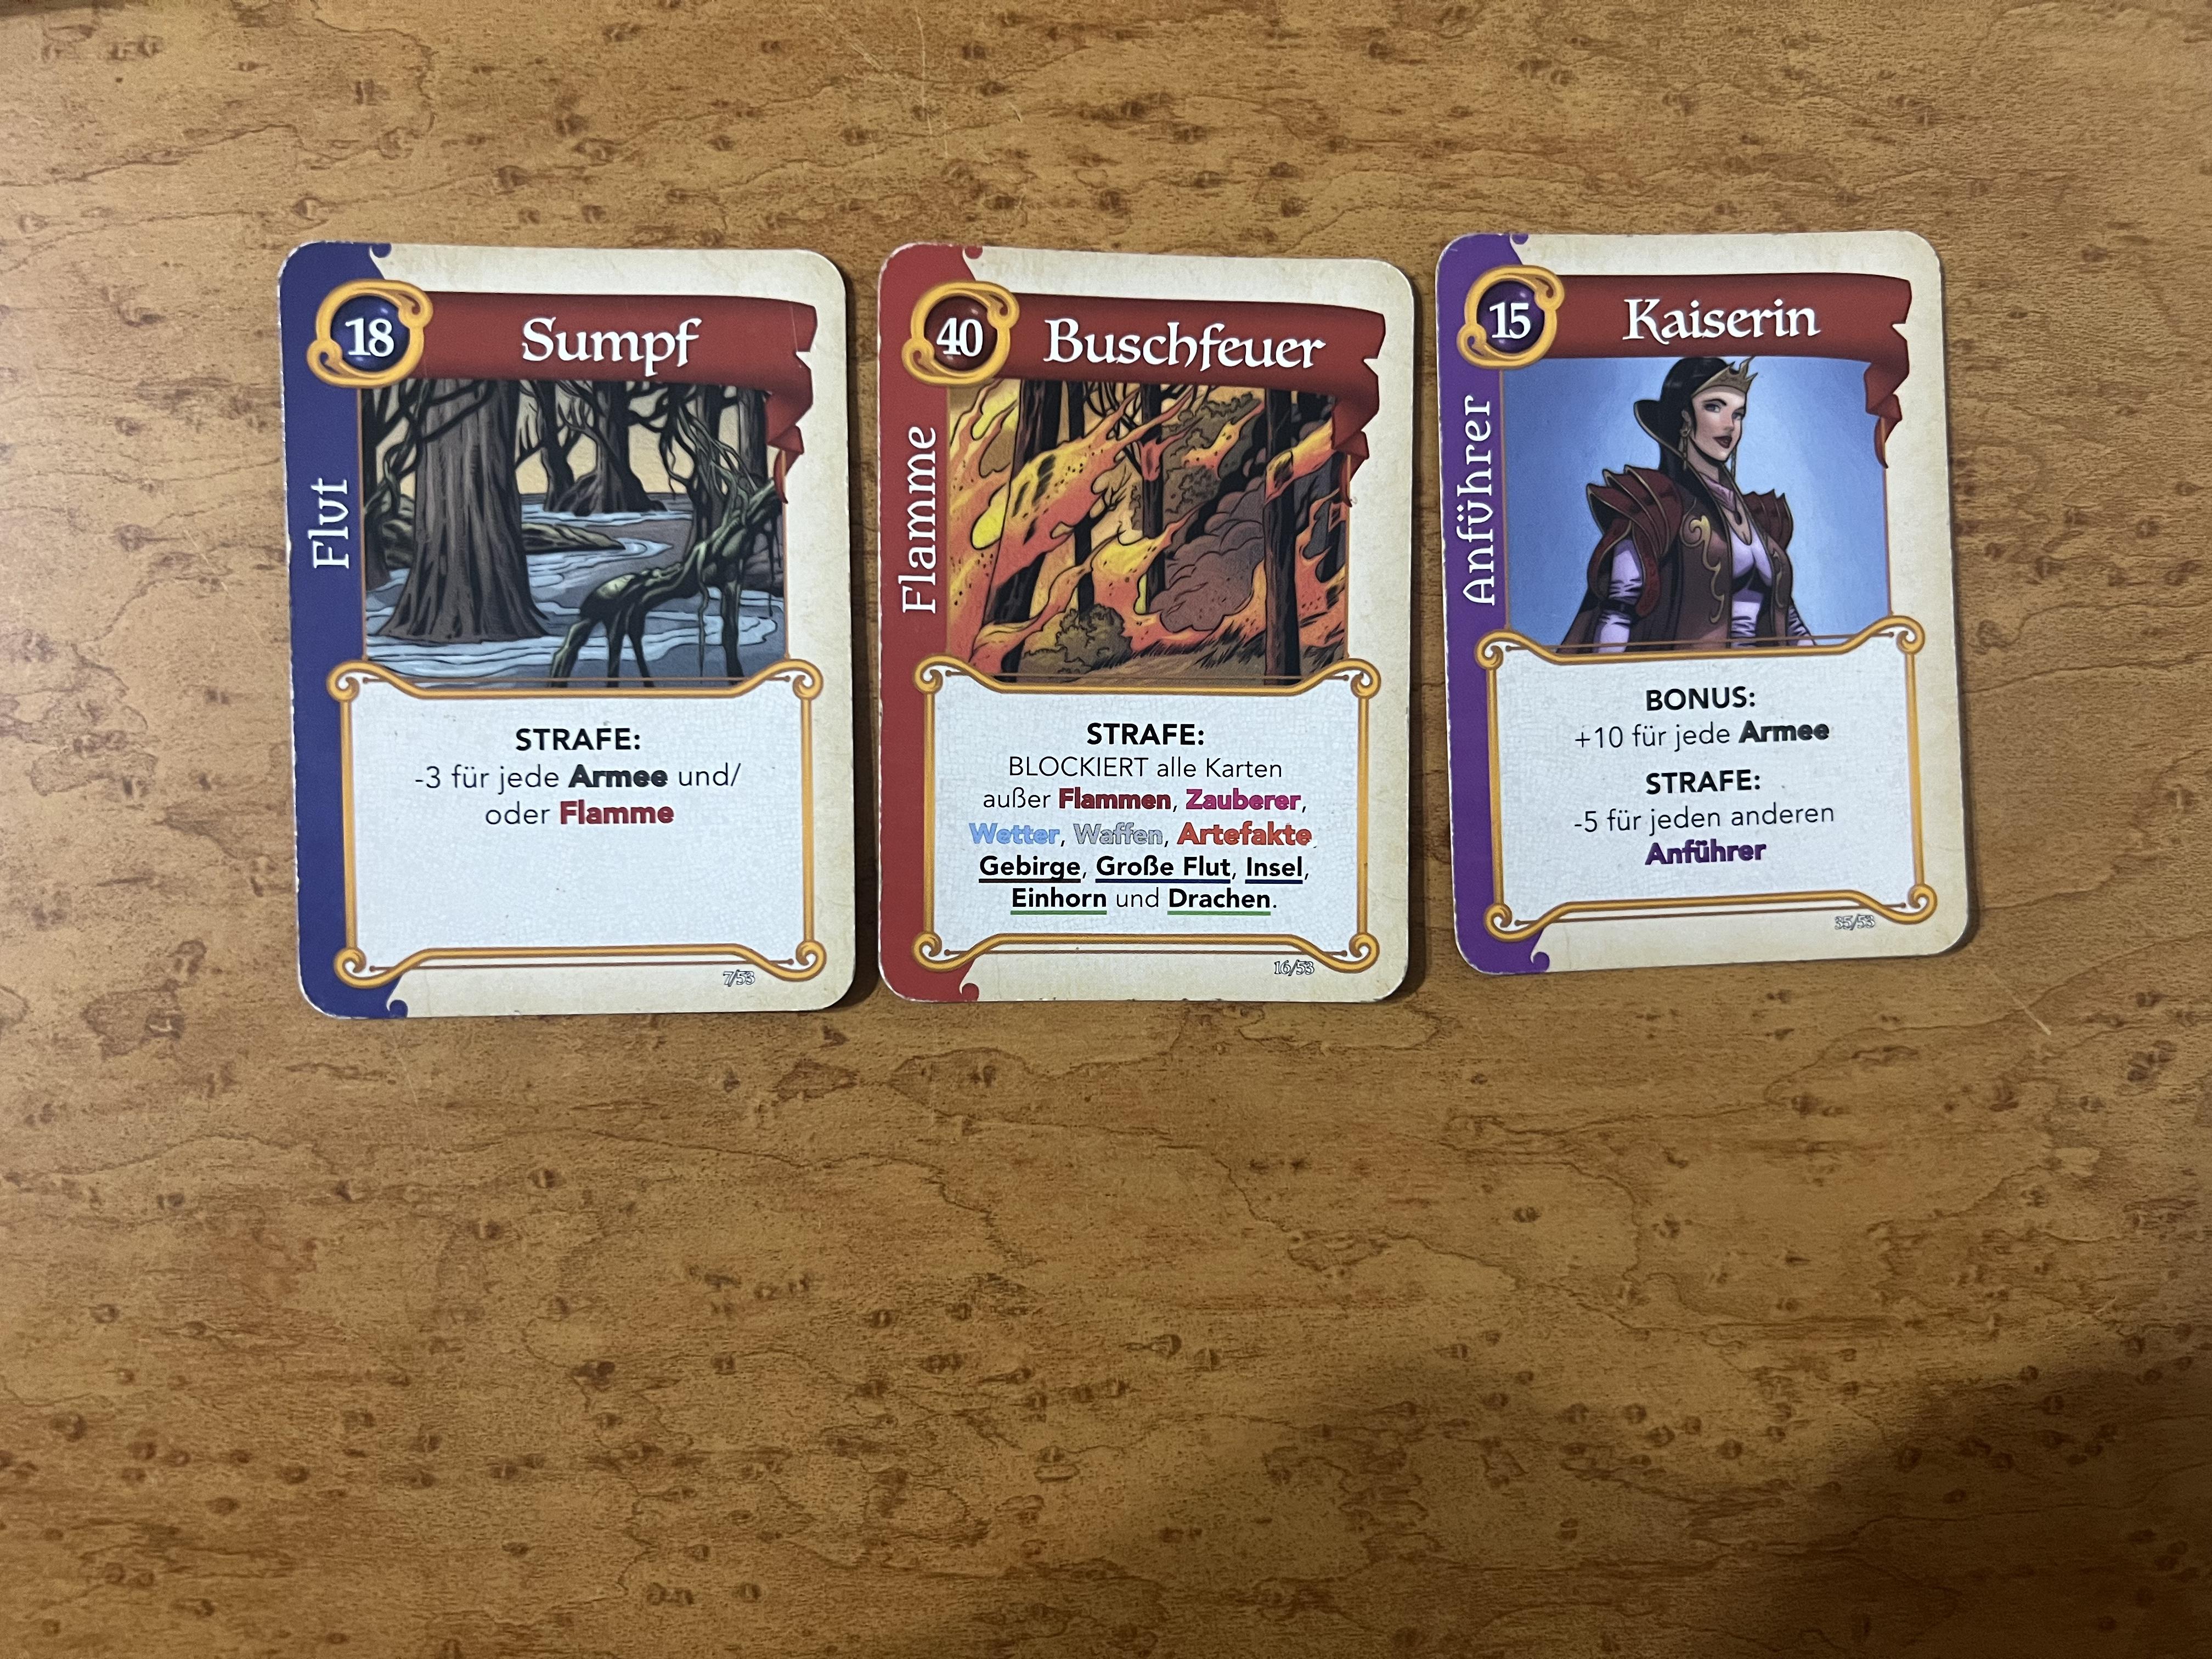 18
Sumpf
Flut
STRAFE:
-3 für jede Armee und/
oder Flamme
7/53
40
Buschfeuer
Flamme
STRAFE:
BLOCKIERT alle Karten
außer Flammen, Zauberer,
Wetter, Waffen, Artefakte,
Gebirge, Große Flut, Insel,
Einhorn und Drachen.
16/53
15
Kaiserin
Anführer
BONUS:
+10 für jede Armee
STRAFE:
-5 für jeden anderen
Anführer
35/53